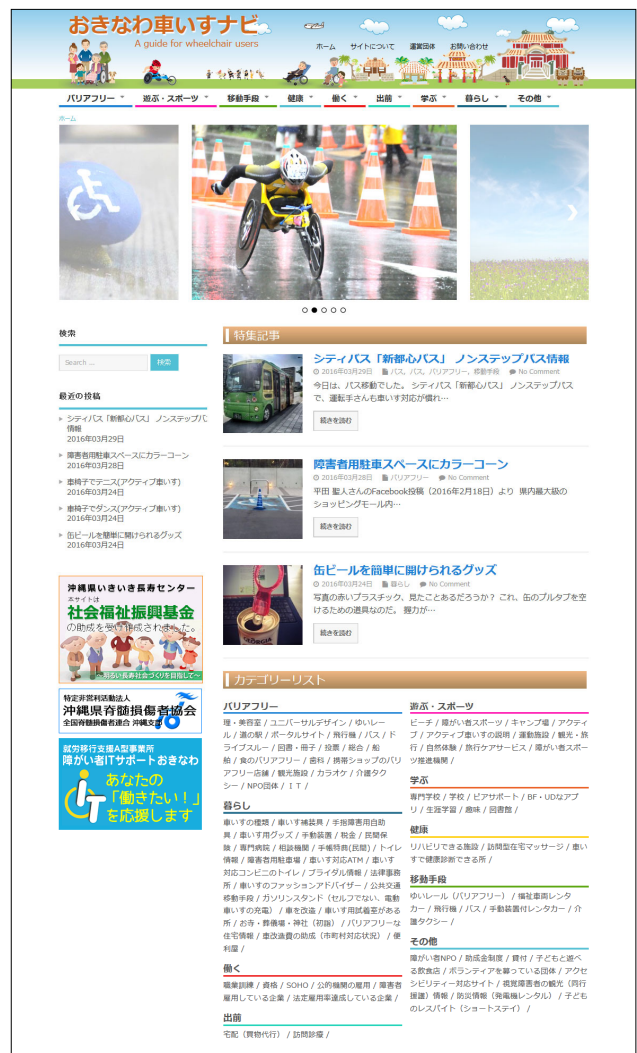 おきなわ車いすナビ
A guide for wheelchair users
ホーム サイトについて 運営団体 お問い合わせ
バリアフリー 遊ぶ・スポーツ 移動手段 健康 働く 出前 学ぶ 暮らし その他
ホーム
検索
Search ... 検索
最近の投稿
シティバス「新都心バス」 ノンステップバス
情報
2016年03月29日
障害者用駐車スペースにカラーコーン
2016年03月28日
車椅子でテニス(アクティブ車いす)
2016年03月24日
車椅子でダンス(アクティブ車いす)
2016年03月24日
缶ビールを簡単に開けられるグッズ
2016年03月24日
沖縄県いきいき長寿センター
本サイトは
社会福祉振興基金
の助成を受け作成されました。
~明るい長寿社会づくりを目指して~
特定非営利活動法人
沖縄県脊髄損傷者協会
全国脊髄損傷者連合 沖縄支部
就労移行支援A型事業所
障がい者ITサポートおきなわ
あなたの
「働きたい!」
を応援します
特集記事
シティバス「新都心バス」 ノンステップバス情報
2016年03月29日 バス, バス, バリアフリー, 移動手段 No Comment
今日は、バス移動でした。 シティバス「新都心バス」 ノンステップバス
で、運転手さんも車いす対応が慣れ…
続きを読む
障害者用駐車スペースにカラーコーン
2016年03月28日 バリアフリー No Comment
平田 聖人さんのFacebook投稿(2016年2月18日)より 県内最大級の
ショッピングモール内…
続きを読む
缶ビールを簡単に開けられるグッズ
2016年03月24日 暮らし No Comment
写真の赤いプラスチック、見たことあるだろうか? これ、缶のプルタブを空
けるための道具なのだ。 握力が…
続きを読む
GEORGIA
カテゴリーリスト
バリアフリー
理・美容室 / ユニバーサルデザイン / ゆいレー
ル / 道の駅 / ポータルサイト / 飛行機 / バス / ド
ライブスルー / 図書・冊子 / 投票 / 総合 / 船
舶 / 食のバリアフリー / 歯科 / 携帯ショップのバリ
アフリー店舗 / 観光施設 / カラオケ / 介護タク
シー / NPO団体 / IT /
暮らし
車いすの種類 / 車いす補装具 / 手指障害用自助
具 / 車いす用グッズ / 手動装置 / 税金 / 民間保
険 / 専門病院 / 相談機関 / 手帳特典(民間) / トイレ
情報 / 障害者用駐車場 / 車いす対応ATM / 車いす
対応コンビニのトイレ / ブライダル情報 / 法律事務
所 / 車いすのファッションアドバイザー / 公共交通
移動手段 / ガソリンスタンド(セルフでない、電動
車いすの充電) / 車を改造 / 車いす用試着室がある
所 / お寺・葬儀場・神社(初詣) / バリアフリーな
住宅情報 / 車改造費の助成(市町村対応状況) / 便
利屋 /
働く
職業訓練 / 資格 / SOHO / 公的機関の雇用 / 障害者
雇用している企業 / 法定雇用率達成している企業 /
出前
宅配(買物代行) / 訪問診療 /
遊ぶ・スポーツ
ビーチ / 障がい者スポーツ / キャンプ場 / アクティ
ブ / アクティブ車いすの説明 / 運動施設 / 観光・旅
行 / 自然体験 / 旅行ケアサービス / 障がい者スポー
ツ推進機関 /
学ぶ
専門学校 / 学校 / ピアサポート / BF・UDなアプ
リ / 生涯学習 / 趣味 / 図書館 /
健康
リハビリできる施設 / 訪問型在宅マッサージ / 車い
すで健康診断できる所 /
移動手段
ゆいレール(バリアフリー) / 福祉車両レンタ
カー / 飛行機 / バス / 手動装置付レンタカー / 介
護タクシー /
その他
障がい者NPO / 助成金制度 / 貸付 / 子どもと遊べ
る飲食店 / ボランティアを募っている団体 / アクセ
シビリティー対応サイト / 視覚障害者の観光(同行
援護)情報 / 防災情報(発電機レンタル) / 子ども
のレスパイト(ショートステイ) /